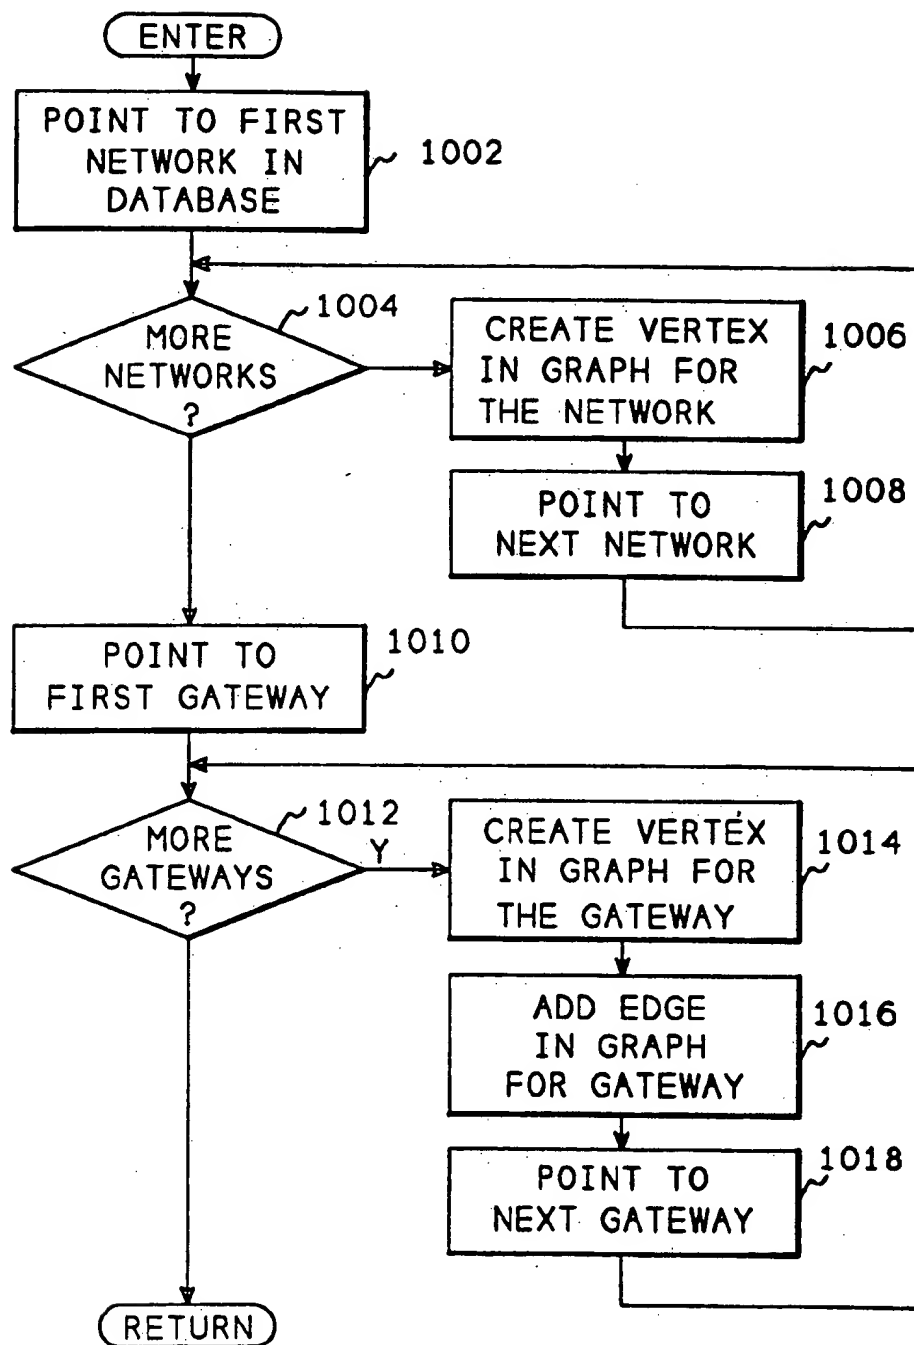 ENTER
POINT TO FIRST
NETWORK IN
DATABASE
1002
MORE
NETWORKS
?
1004
CREATE VERTEX
IN GRAPH FOR
THE NETWORK
1006
POINT TO
NEXT NETWORK
1008
POINT TO
FIRST GATEWAY
1010
MORE
GATEWAYS
?
1012
Y
CREATE VERTEX
IN GRAPH FOR
THE GATEWAY
1014
ADD EDGE
IN GRAPH
FOR GATEWAY
1016
POINT TO
NEXT GATEWAY
1018
RETURN